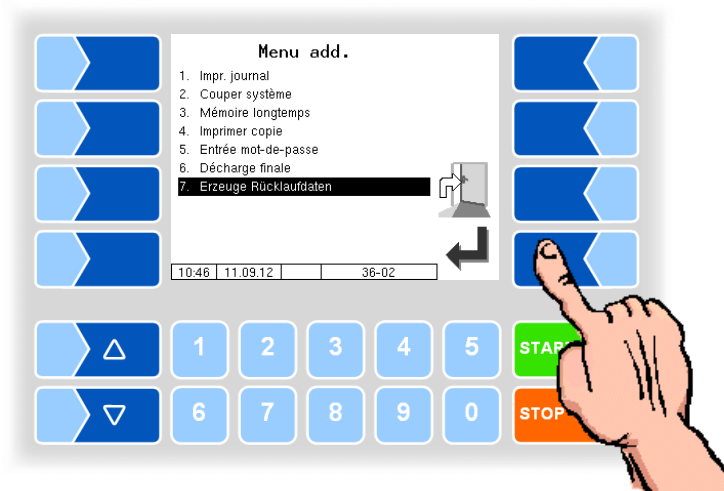 Menu add.
1. Impr. journal
2. Couper système
3. Mémoire longtemps
4. Imprimer copie
5. Entrée mot-de-passe
6. Décharge finale
7. Erzeuge Rücklaufdaten
10:46 11.09.12 36-02
1 2 3 4 5 STAR
6 7 8 9 0 STOP